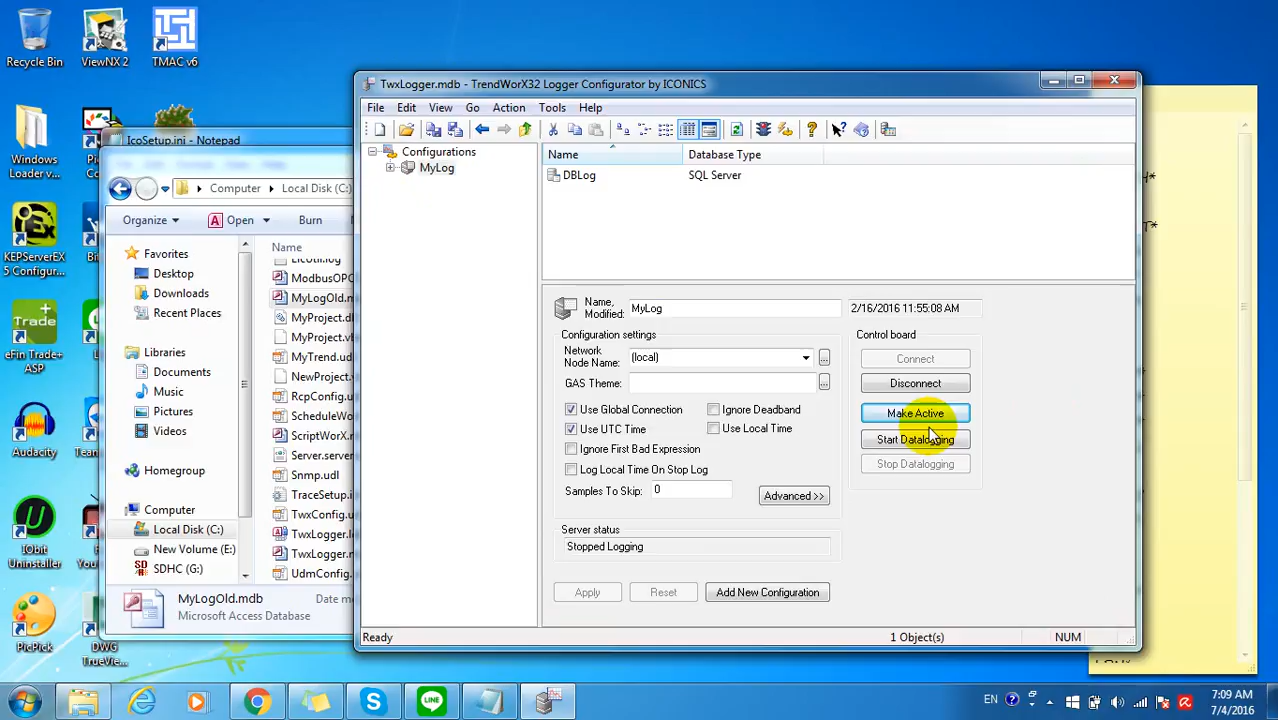 Recycle Bin
ViewNX 2
TMAC v6
Windows
Loader v...
KEPServerEX
5 Configur...
eFin Trade+
ASP
Audacity
IObit
Uninstaller
PicPick
DWG
TrueVie...
IcoSetup.ini - Notepad
Computer
Local Disk (C:)
Organize
Open
Burn
Favorites
Desktop
Downloads
Recent Places
Libraries
Documents
Music
Pictures
Videos
Homegroup
Computer
Local Disk (C:)
New Volume (E:)
SDHC (G:)
Name
ModbusOPC
MyLogOld.m
MyProject.db
MyProject.vb
MyTrend.ud
NewProject.v
RcpConfig.u
ScheduleWo
ScriptWorX.
Server.server
Snmp.udl
TraceSetup.i
TwxConfig.u
TwxLogger.l
TwxLogger.r
UdmConfig.
MyLogOld.mdb
Date m
Microsoft Access Database
TwxLogger.mdb - TrendWorX32 Logger Configurator by ICONICS
File Edit View Go Action Tools Help
Configurations
MyLog
Name Database Type
DBLog SQL Server
Name,
Modified:
MyLog
2/16/2016 11:55:08 AM
Configuration settings
Network
Node Name:
(local)
...
GAS Theme:
...
Use Global Connection
Ignore Deadband
Use UTC Time
Use Local Time
Ignore First Bad Expression
Log Local Time On Stop Log
Samples To Skip:
0
Advanced >>
Control board
Connect
Disconnect
Make Active
Start Datalogging
Stop Datalogging
Server status
Stopped Logging
Apply
Reset
Add New Configuration
Ready
1 Object(s)
NUM
EN
7:09 AM
7/4/2016